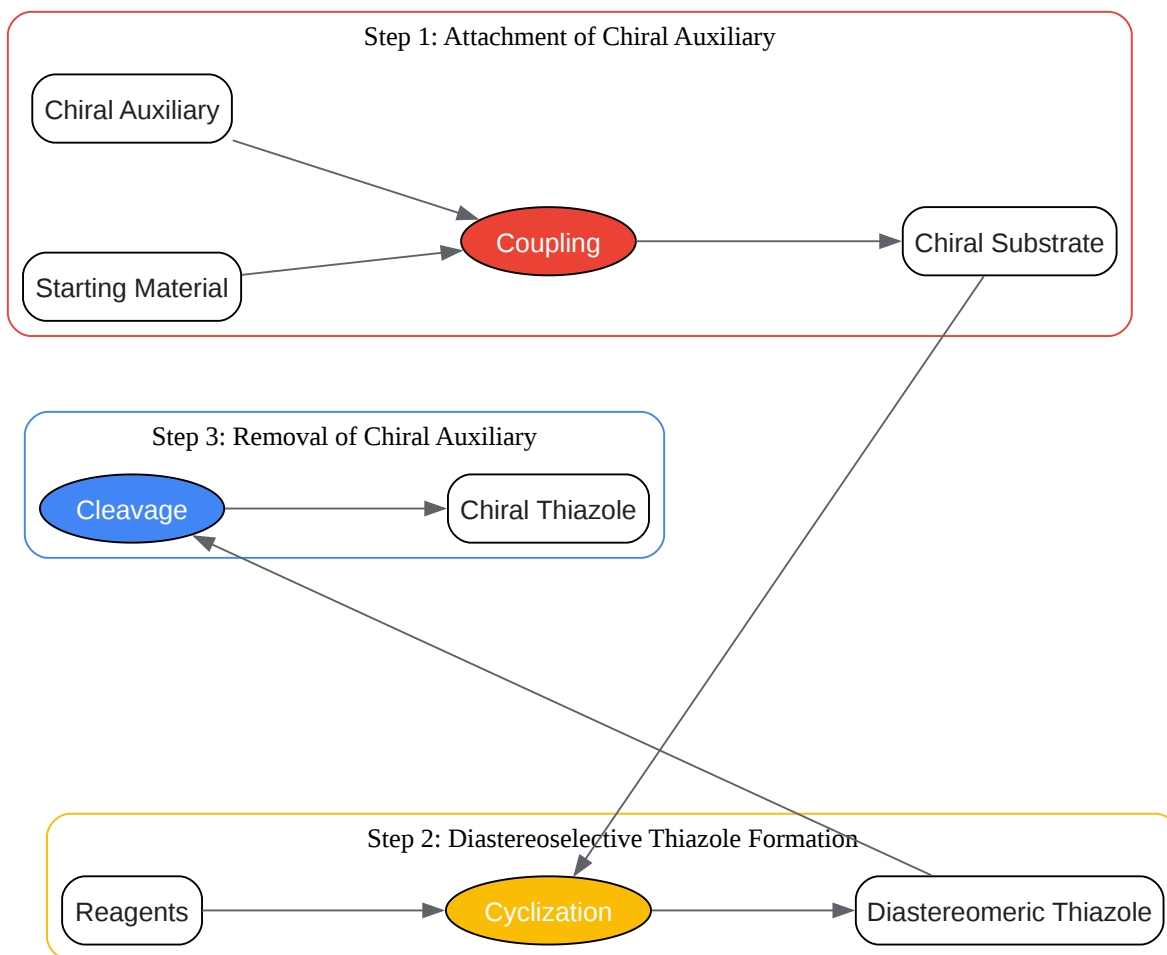 Step 1: Attachment of Chiral Auxiliary
Chiral Auxiliary
Starting Material
Coupling
Chiral Substrate
Step 3: Removal of Chiral Auxiliary
Cleavage
Chiral Thiazole
Step 2: Diastereoselective Thiazole Formation
Reagents
Cyclization
Diastereomeric Thiazole